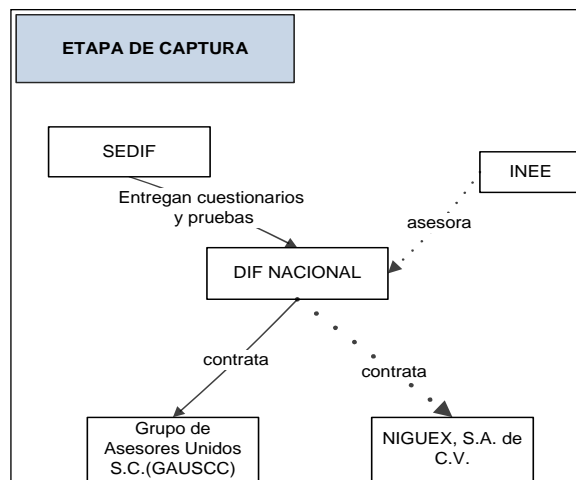 ETAPA DE CAPTURA
SEDIF
INEE
Entregan cuestionarios
y pruebas
asesora
DIF NACIONAL
contrata
contrata
Grupo de
Asesores Unidos
S.C.(GAUSCC)
NIGUEX, S.A. de
C.V.